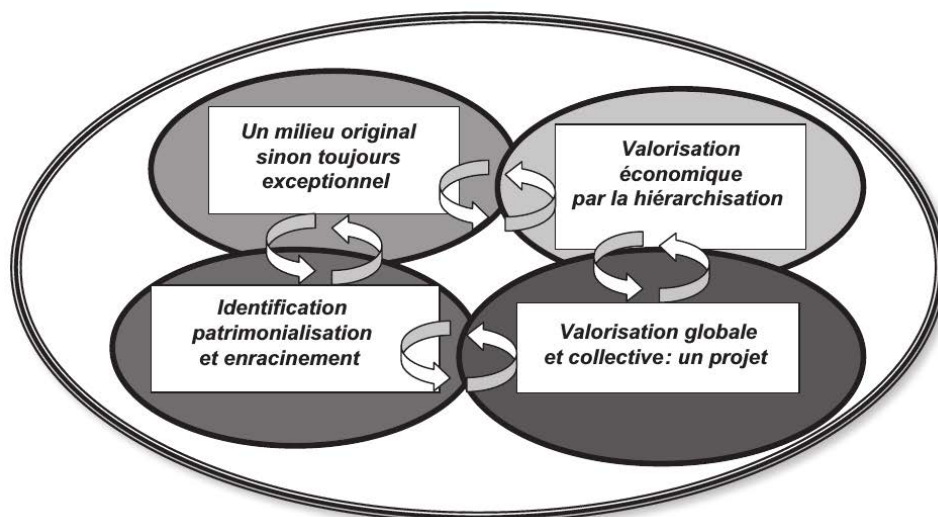 Un milieu original
sinon toujours
exceptionnel
Valorisation
économique
par la hiérarchisation
Identification
patrimonialisation
et enracinement
Valorisation globale
et collective : un projet